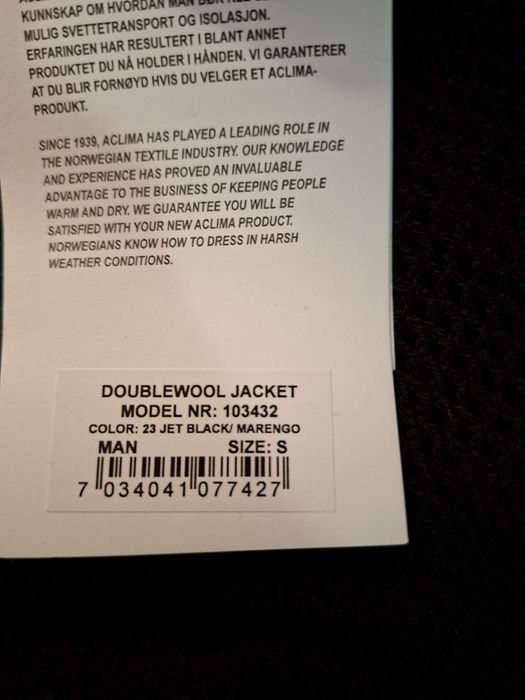 KUNNSKAP OM HVORDAN MAN BØR
MULIG SVETTETRANSPORT OG ISOLASJON.
ERFARINGEN HAR RESULTERT I BLANT ANNET
PRODUKTET DU NÅ HOLDER I HÅNDEN. VI GARANTERER
AT DU BLIR FORNØYD HVIS DU VELGER ET ACLIMA-
PRODUKT.
SINCE 1939, ACLIMA HAS PLAYED A LEADING ROLE IN
THE NORWEGIAN TEXTILE INDUSTRY. OUR KNOWLEDGE
AND EXPERIENCE HAS PROVED AN INVALUABLE
ADVANTAGE TO THE BUSINESS OF KEEPING PEOPLE
WARM AND DRY. WE GUARANTEE YOU WILL BE
SATISFIED WITH YOUR NEW ACLIMA PRODUCT.
NORWEGIANS KNOW HOW TO DRESS IN HARSH
WEATHER CONDITIONS.
DOUBLEWOOL JACKET
MODEL NR: 103432
COLOR: 23 JET BLACK/ MARENGO
MAN SIZE: S
7 034041 077427